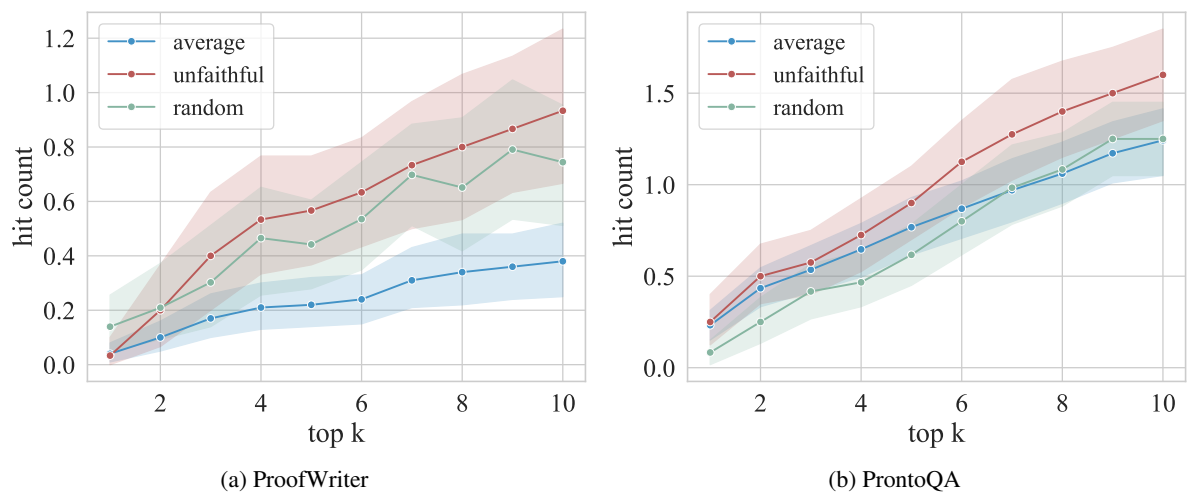 average
unfaithful
random
1.2
1.0
0.8
0.6
0.4
0.2
0.0
hit count
2 4 6 8 10
top k
(a) ProofWriter
average
unfaithful
random
1.5
1.0
0.5
0.0
hit count
2 4 6 8 10
top k
(b) ProntoQA